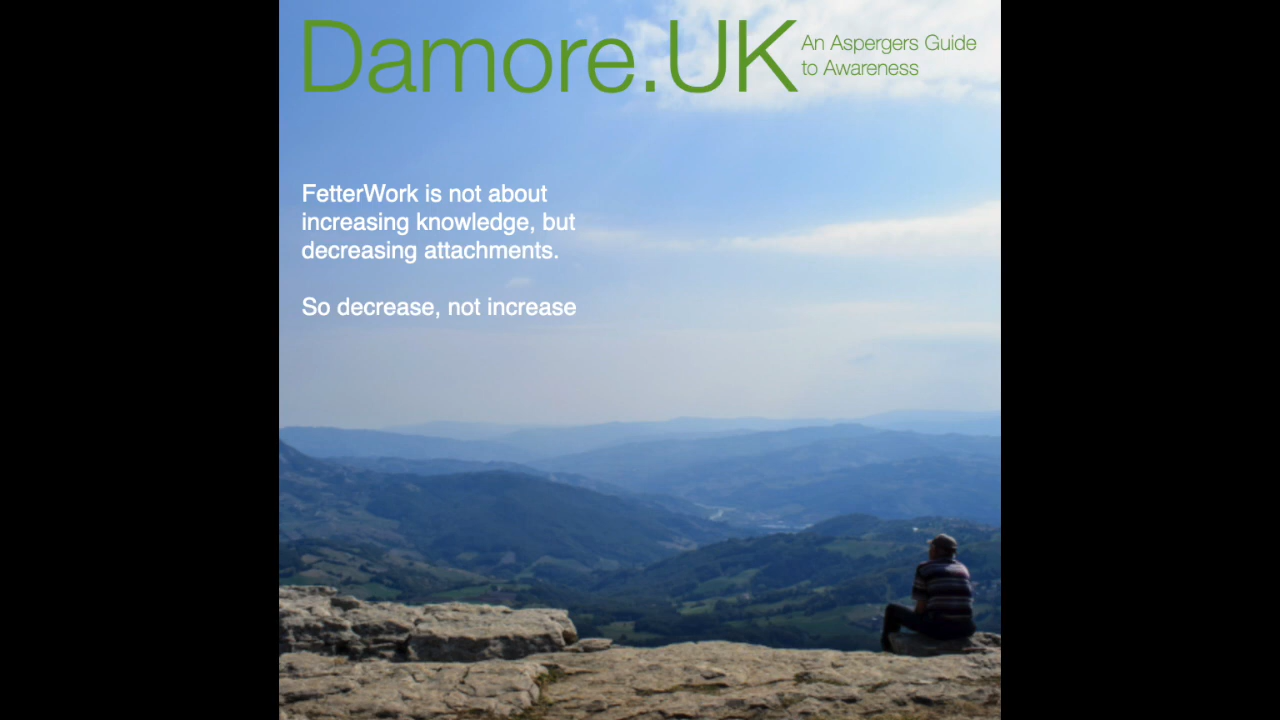 Damore.UK
An Aspergers Guide
to Awareness
FetterWork is not about
increasing knowledge, but
decreasing attachments.
So decrease, not increase